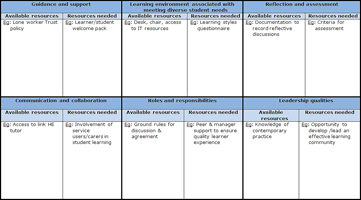 Guidance and support
Learning environment associated with
meeting diverse student needs
Reflection and assessment
Available resources
Resources needed
Available resources
Resources needed
Available resources
Resources needed
Eg: Lone worker Trust
policy
Eg: Learner/student
welcome pack
Eg: Desk, chair, access
to IT resources
Eg: Learning styles
questionnaire
Eg: Documentation to
record reflective
discussions
Eg: Criteria for
assessment
Communication and collaboration
Roles and responsibilities
Leadership qualities
Available resources
Resources needed
Available resources
Resources needed
Available
resources
Resources needed
Eg: Access to link HE
tutor
Eg: Involvement of
service
users/carers in
student learning
Eg: Ground rules for
discussion &
agreement
Eg: Peer & manager
support to ensure
quality learner
experience
Eg: Knowledge of
contemporary
practice
Eg: Opportunity to
develop /lead an
effective learning
community